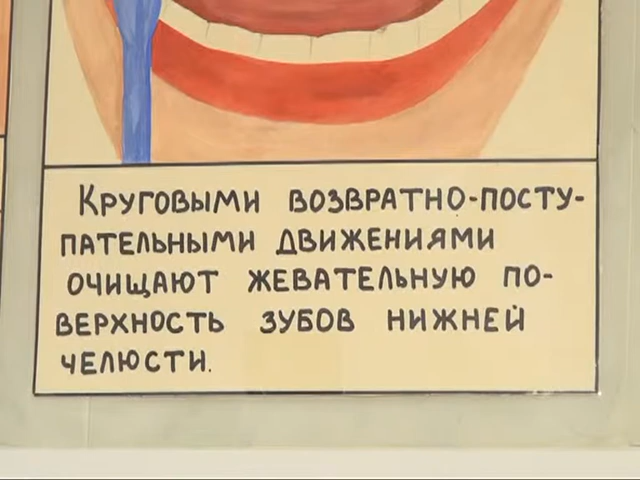 Круговыми возвратно-посту-
пательными движениями
очищают жевательную по-
верхность зубов нижней
челюсти.